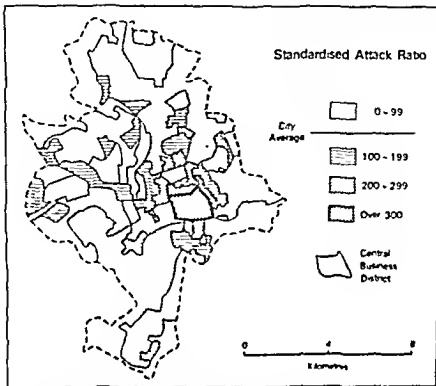 Standardised Attack Ratio
0 - 99
City
Average
100 - 199
200 - 299
Over 300
Central
Business
District
0 4 8
Kilometres